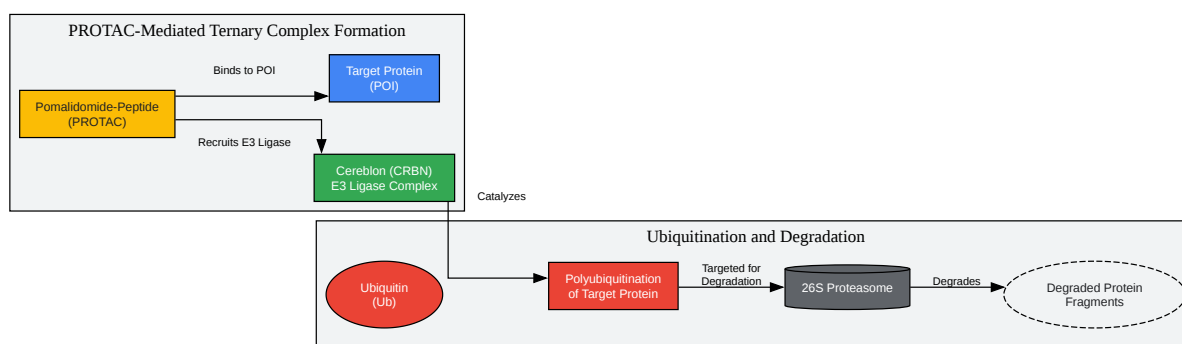 PROTAC-Mediated Ternary Complex Formation
Binds to POI
Target Protein
(POI)
Pomalidomide-Peptide
(PROTAC)
Recruits E3 Ligase
Cereblon (CRBN)
E3 Ligase Complex
Catalyzes
Ubiquitination and Degradation
Ubiquitin
(Ub)
Polyubiquitination
of Target Protein
Targeted for
Degradation
26S Proteasome
Degrades
Degraded Protein
Fragments